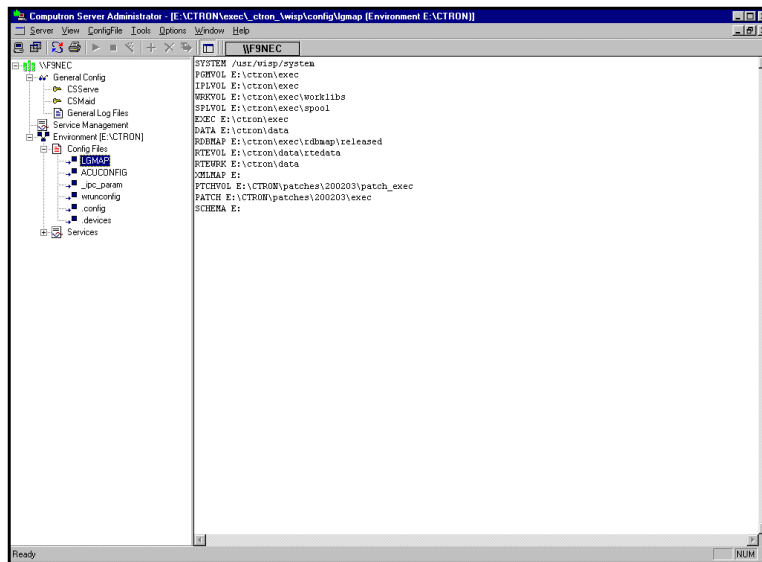 Computron Server Administrator - [E:\CTRON\exec\_ctron_\wisp\config\lgmap (Environment E:\CTRON)]
Server View ConfigFile Tools Options Window Help
\\F9NEC
\\F9NEC
General Config
CSServe
CSMaid
General Log Files
Service Management
Environment [E:\CTRON]
Config Files
LGMAP
ACUCONFIG
_ipc_param
wrunconfig
.config
.devices
Services
SYSTEM /usr/wisp/system
PGMVOL E:\ctron\exec
IPLVOL E:\ctron\exec
WRKVOL E:\ctron\exec\worklibs
SPLVOL E:\ctron\exec\spool
EXEC E:\ctron\exec
DATA E:\ctron\data
RDBMAP E:\ctron\exec\rdbmap\released
RTEVOL E:\ctron\data\rtedata
RTEWRK E:\ctron\data
XMLMAP E:
PTCHVOL E:\CTRON\patches\200203\patch_exec
PATCH E:\CTRON\patches\200203\exec
SCHEMA E:
Ready
NUM